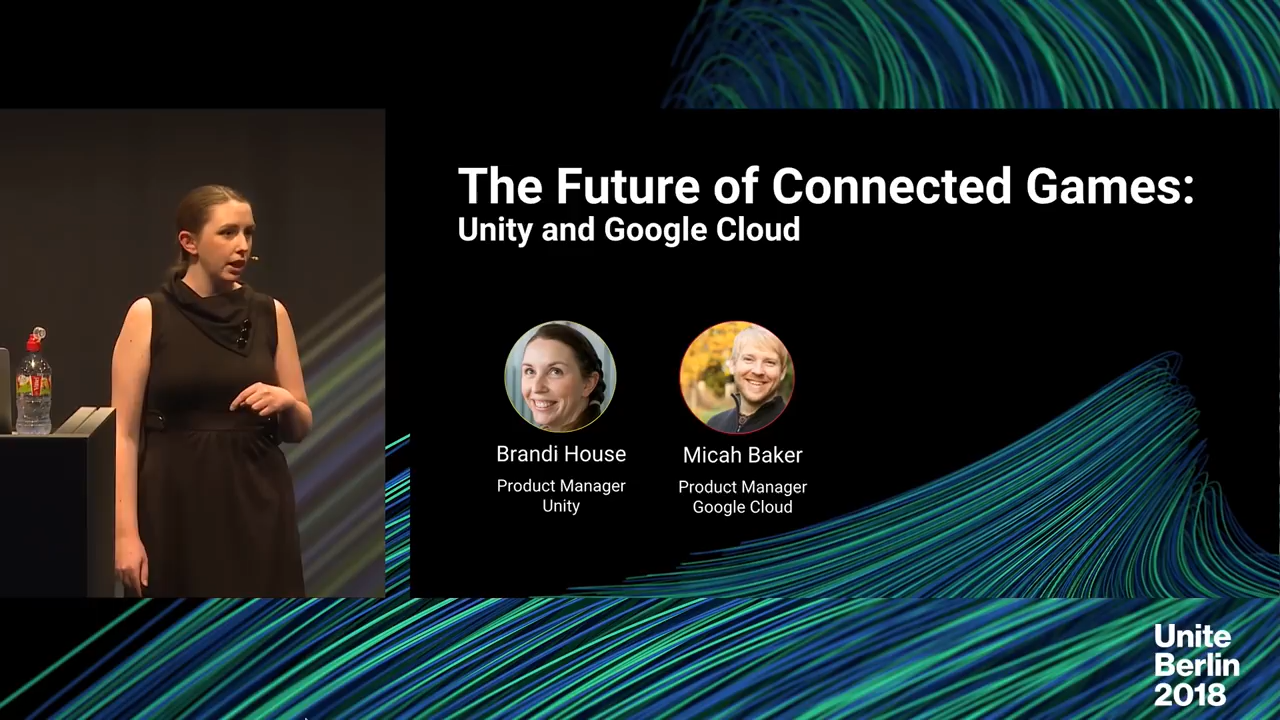 The Future of Connected Games:
Unity and Google Cloud
Brandi House
Product Manager
Unity
Micah Baker
Product Manager
Google Cloud
Unite
Berlin
2018